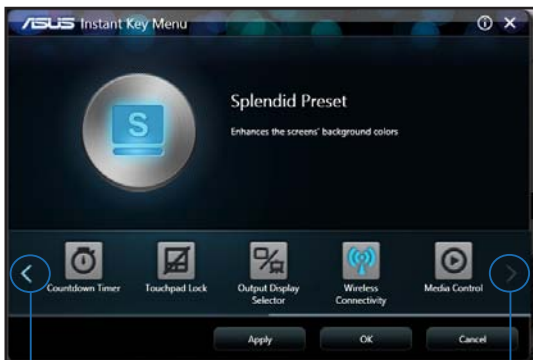 ASUS Instant Key Menu
S
Splendid Preset
Enhances the screens' background colors
Countdown Timer
Touchpad Lock
Output Display
Selector
Wireless
Connectivity
Media Control
Apply
OK
Cancel